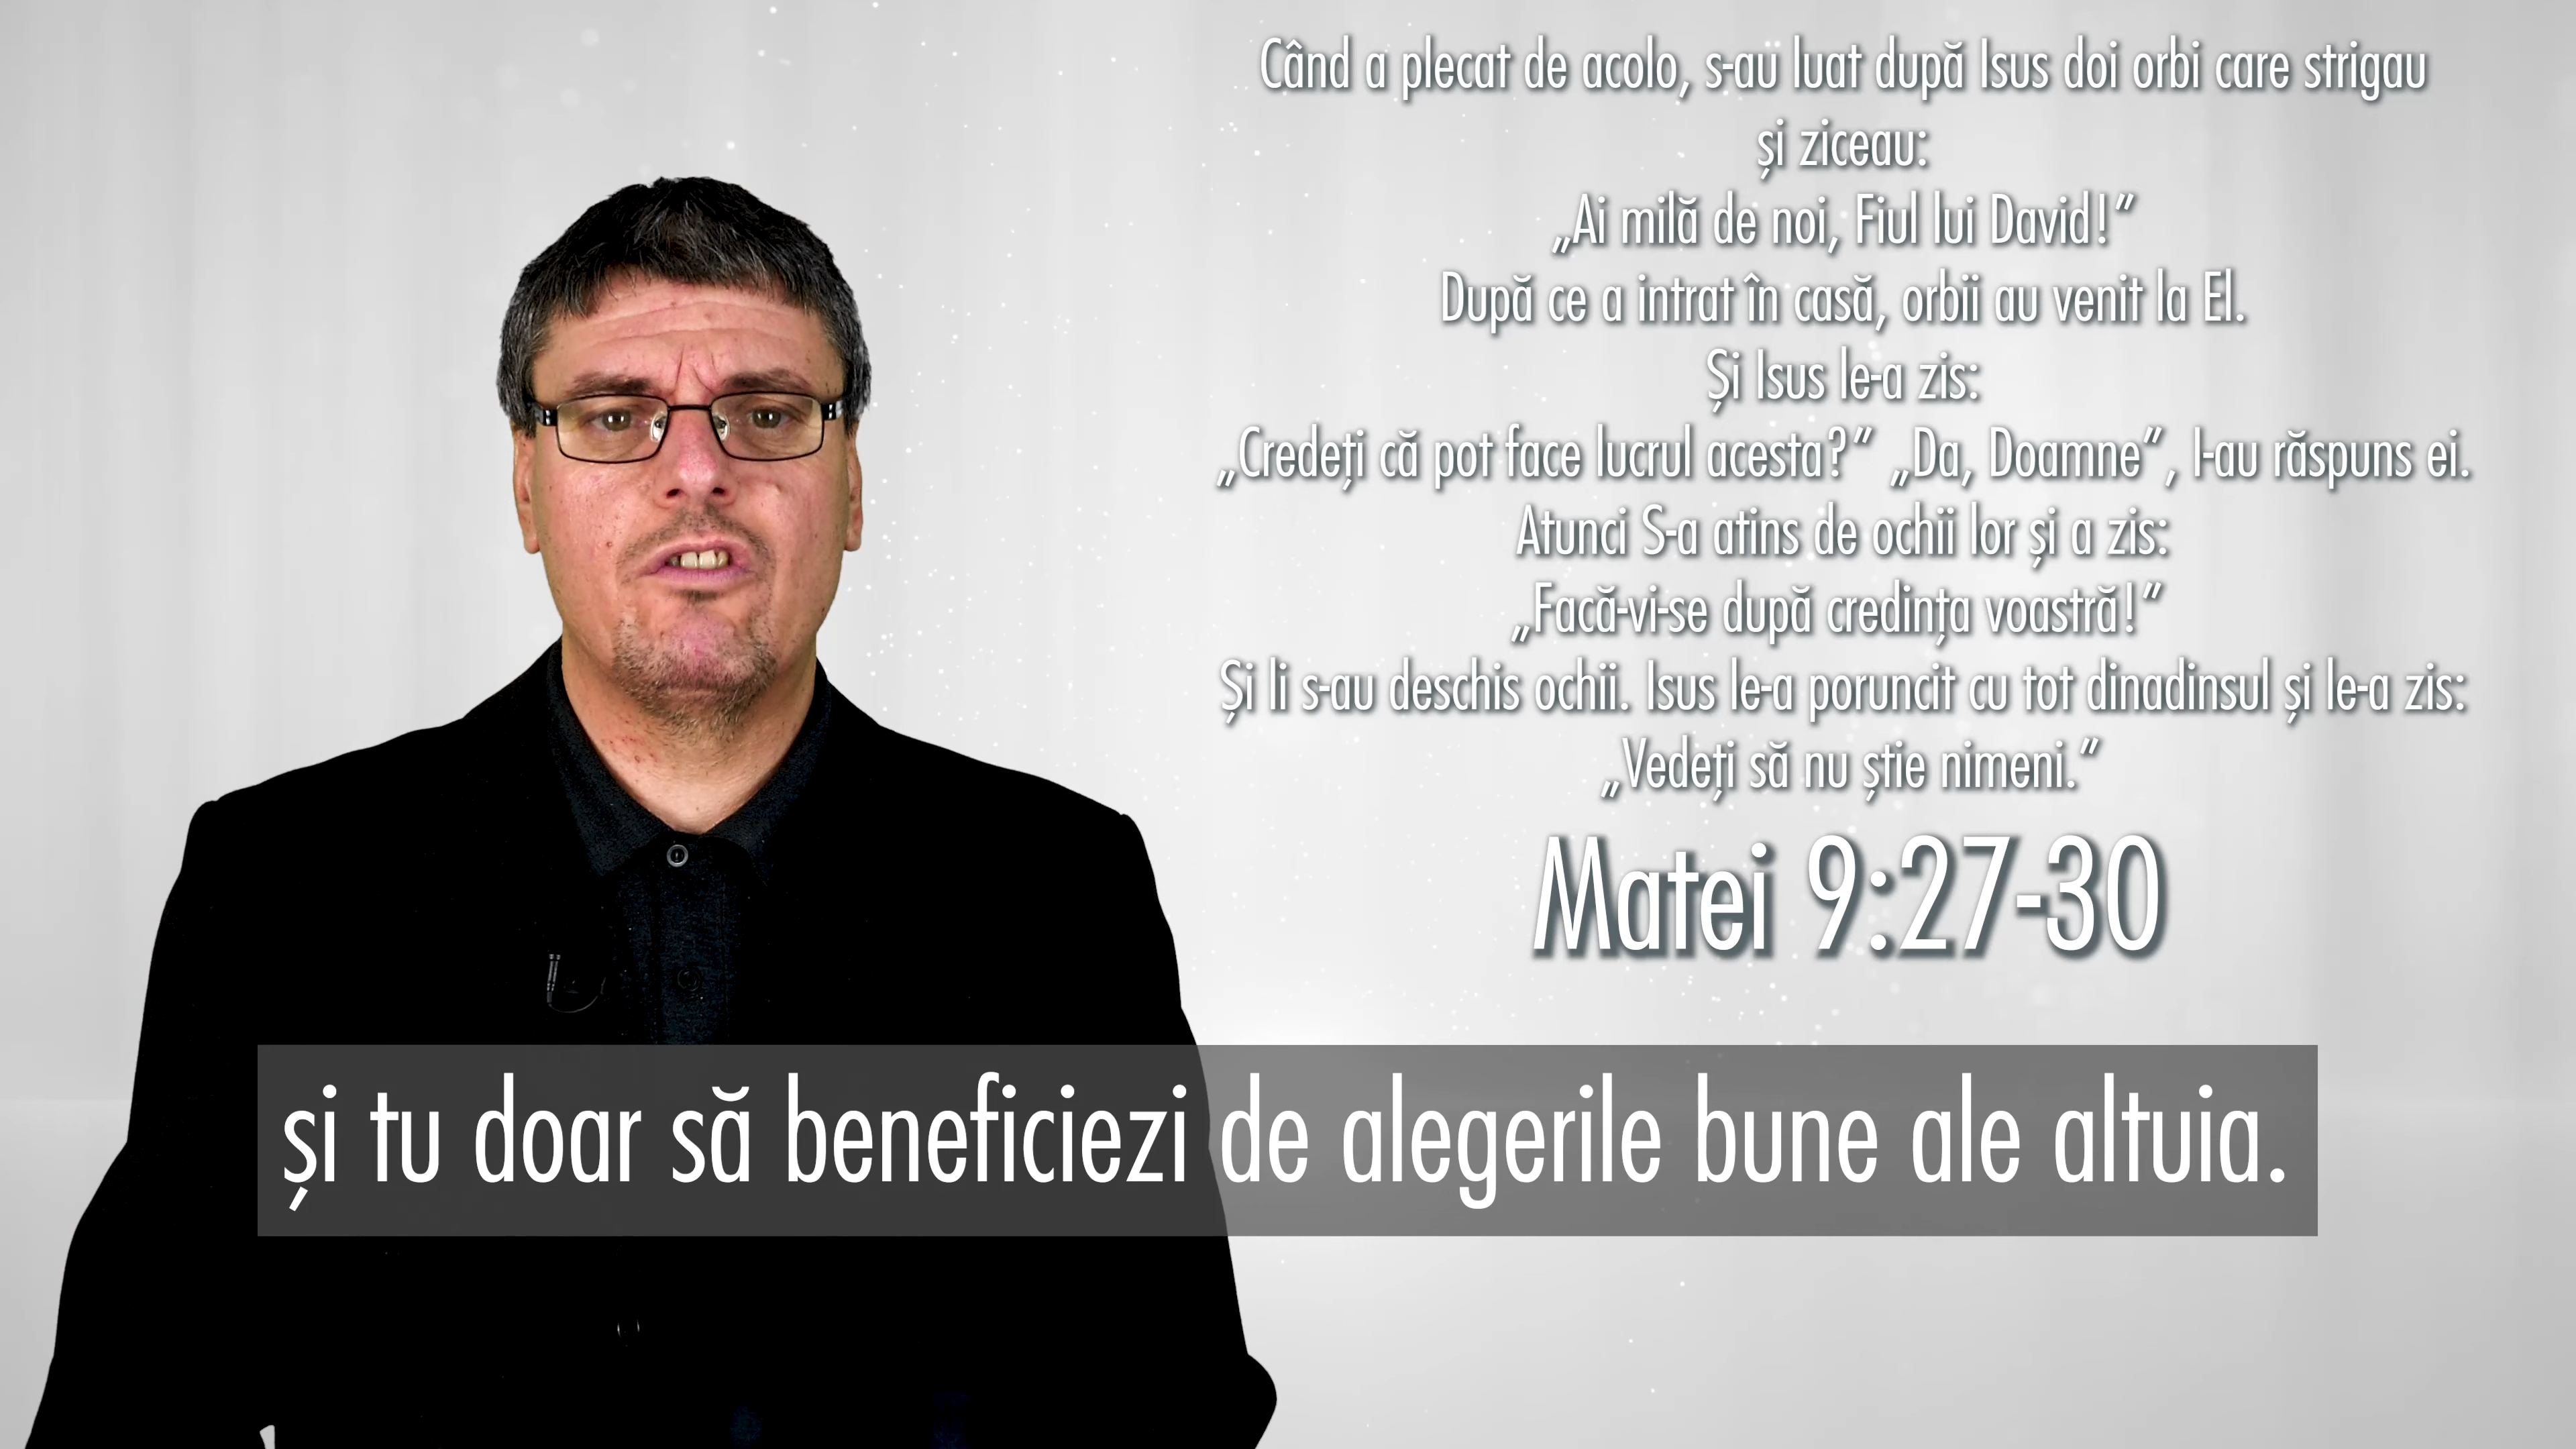 Când a plecat de acolo, s-au luat după Isus doi orbi care strigau
și ziceau:
„Ai milă de noi, Fiul lui David!”
După ce a intrat în casă, orbii au venit la El.
Și Isus le-a zis:
„Credeți că pot face lucrul acesta?” „Da, Doamne”, I-au răspuns ei.
Atunci S-a atins de ochii lor și a zis:
„Facă-vi-se după credința voastră!”
Și li s-au deschis ochii. Isus le-a poruncit cu tot dinadinsul și le-a zis:
„Vedeți să nu știe nimeni.”
Matei 9:27-30
și tu doar să beneficiezi de alegerile bune ale altuia.